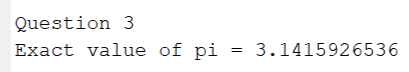 Question 3
Exact value of pi = 3.1415926536